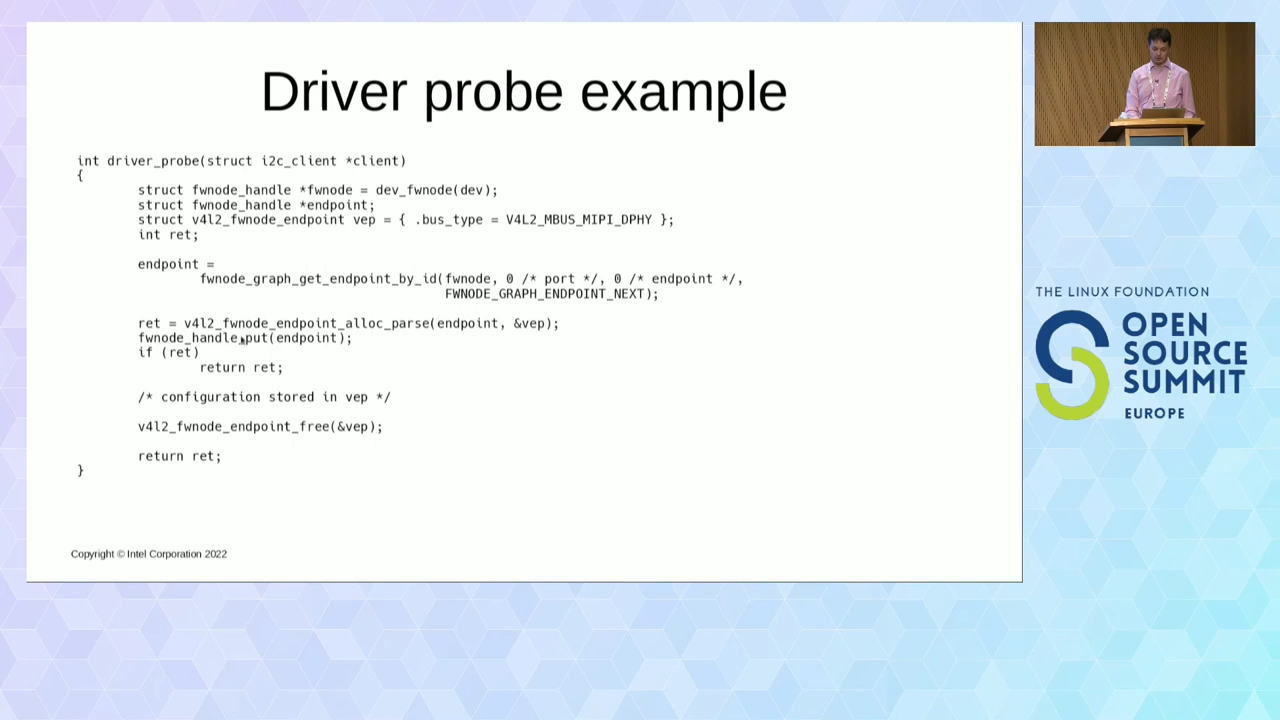 Driver probe example
int driver_probe(struct i2c_client *client)
{
struct fwnode_handle *fwnode = dev_fwnode(dev);
struct fwnode_handle *endpoint;
struct v4l2_fwnode_endpoint vep = { .bus_type = V4L2_MBUS_MIPI_DPHY };
int ret;
endpoint =
fwnode_graph_get_endpoint_by_id(fwnode, 0 /* port */, 0 /* endpoint */,
FWNODE_GRAPH_ENDPOINT_NEXT);
ret = v4l2_fwnode_endpoint_alloc_parse(endpoint, &vep);
fwnode_handle_put(endpoint);
if (ret)
return ret;
/* configuration stored in vep */
v4l2_fwnode_endpoint_free(&vep);
return ret;
}
Copyright © Intel Corporation 2022
THE LINUX FOUNDATION
OPEN
SOURCE
SUMMIT
EUROPE